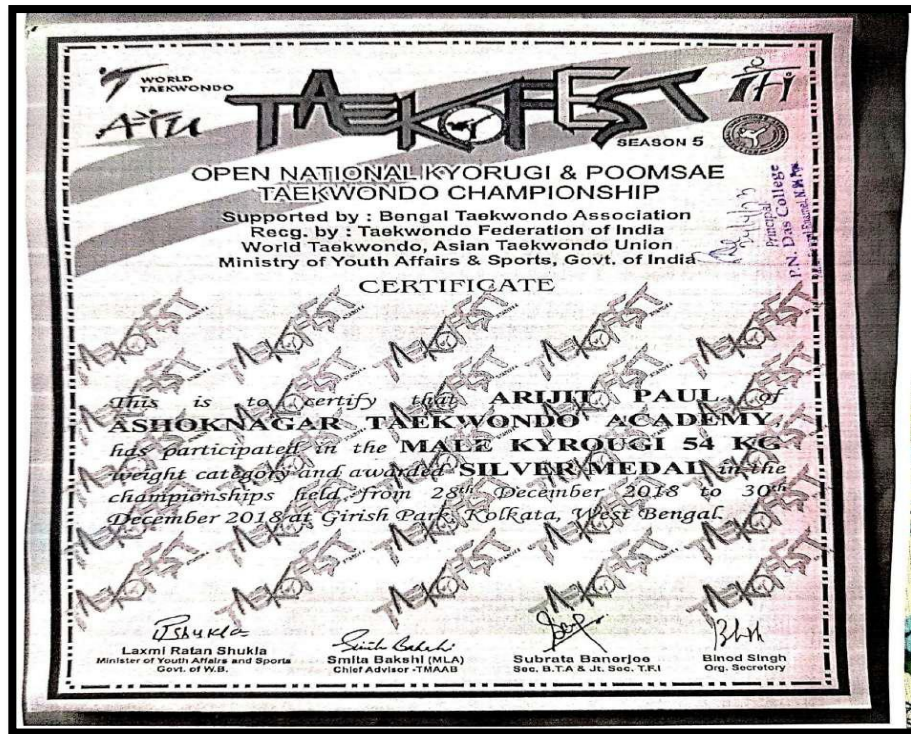 WORLD
TAEKWONDO
ATU
TAEKOFEST
SEASON 5
OPEN NATIONAL KYORUGI & POOMSAE
TAEKWONDO CHAMPIONSHIP
Supported by : Bengal Taekwondo Association
Recg. by : Taekwondo Federation of India
World Taekwondo, Asian Taekwondo Union
Ministry of Youth Affairs & Sports, Govt. of India
Principal
P.N. Das College
CERTIFICATE
This is to certify that ARIJIT PAUL of
ASHOKNAGAR TAEKWONDO ACADEMY
has participated in the MALE KYROUGI 54 KG
weight category and awarded SILVER MEDAL in the
championships held from 28th December 2018 to 30th
December 2018 at Girish Park, Kolkata, West Bengal.
Laxmi Ratan Shukla
Minister of Youth Affairs and Sports
Govt. of W.B.
Smita Bakshi (MLA)
Chief Advisor -TMAAB
Subrata Banerjee
Sec. B.T.A & Jt. Sec. T.F.I
Binod Singh
Org. Secretary